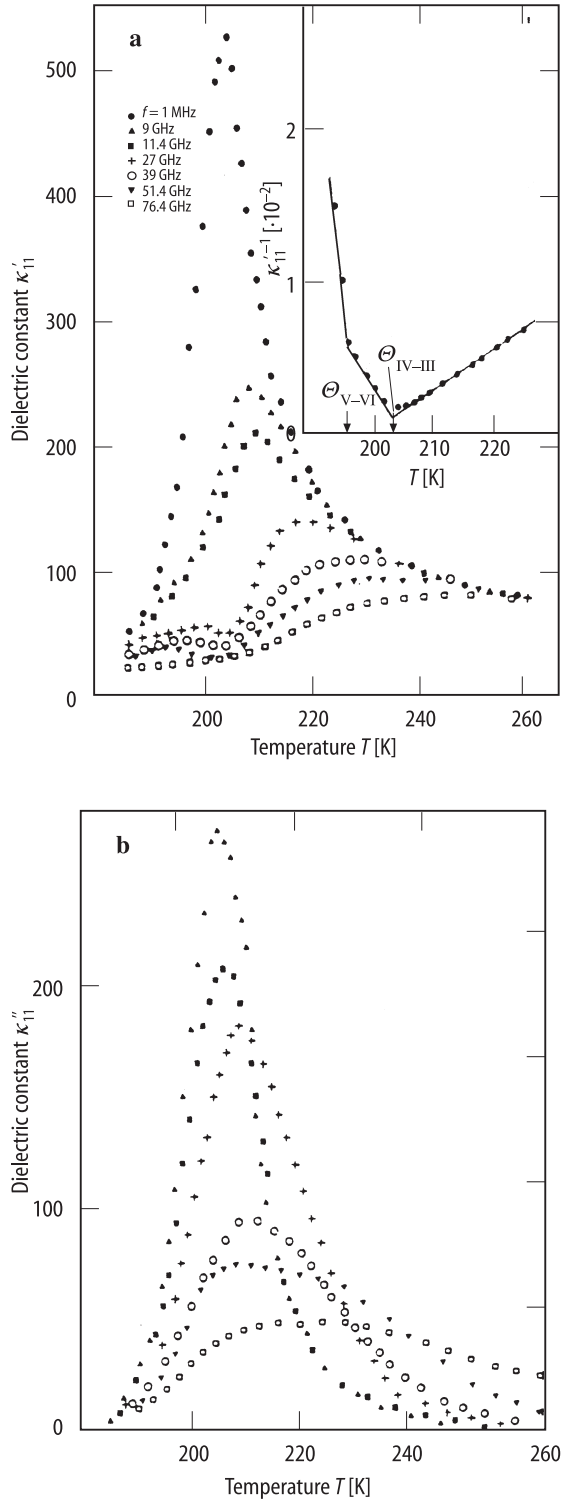 a
500
400
300
200
100
0
Dielectric constant κ′11
f = 1 MHz
9 GHz
11.4 GHz
27 GHz
39 GHz
51.4 GHz
76.4 GHz
κ′11⁻¹ [·10⁻²]
2
1
0
ΘV–VI
ΘIV–III
200 210 220
T [K]
200 220 240 260
Temperature T [K]
b
200
100
0
Dielectric constant κ″11
200 220 240 260
Temperature T [K]